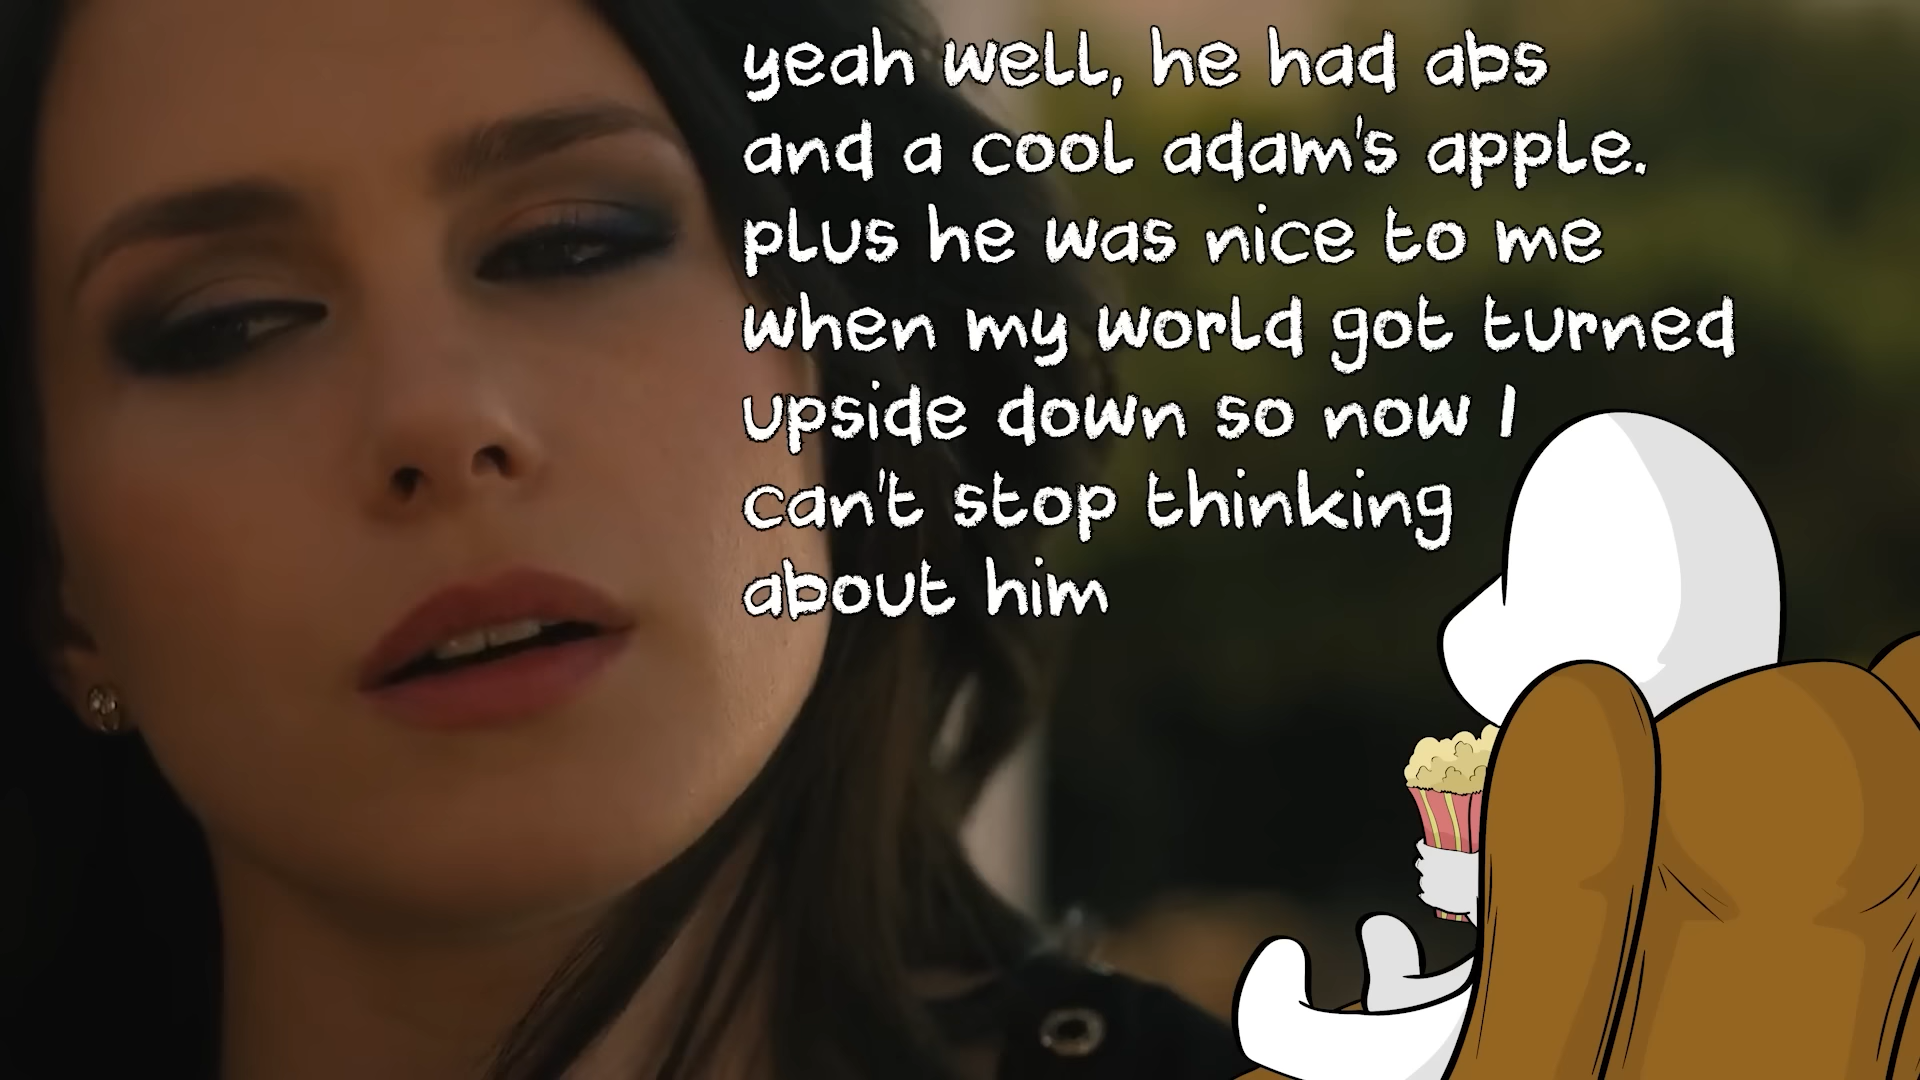 yeah well, he had abs
and a cool adam's apple.
plus he was nice to me
when my world got turned
upside down so now I
can't stop thinking
about him